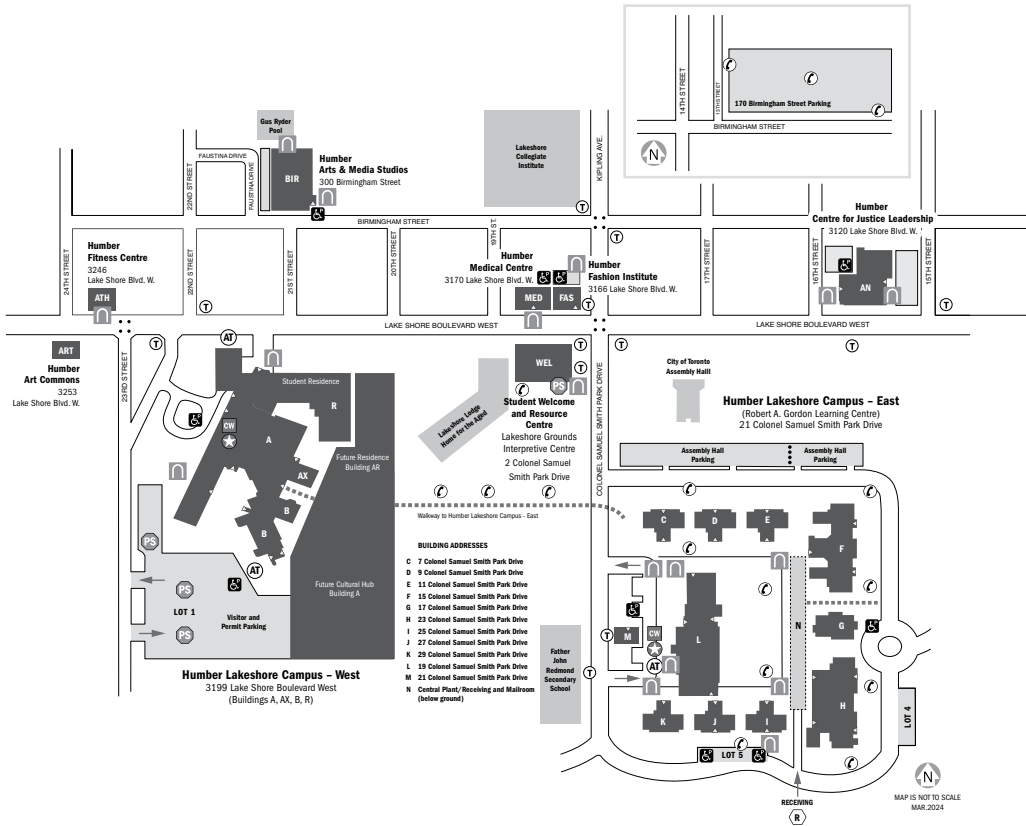 14TH STREET
13TH STREET
170 Birmingham Street Parking
BIRMINGHAM STREET
N
Gus Ryder
Pool
FAUSTINA DRIVE
FAUSTINA DRIVE
22ND STREET
BIR
Humber
Arts & Media Studios
300 Birmingham Street
P
Lakeshore
Collegiate
Institute
KIPLING AVE.
T
BIRMINGHAM STREET
19TH ST.
T
Humber
Centre for Justice Leadership
3120 Lake Shore Blvd. W.
P
AN
16TH STREET
15TH STREET
17TH STREET
T
24TH STREET
Humber
Fitness Centre
3246
Lake Shore Blvd. W.
ATH
22ND STREET
T
21ST STREET
20TH STREET
Humber
Medical Centre
3170 Lake Shore Blvd. W.
P
P
MED
FAS
Humber
Fashion Institute
3166 Lake Shore Blvd. W.
T
LAKE SHORE BOULEVARD WEST
LAKE SHORE BOULEVARD WEST
ART
Humber
Art Commons
3253
Lake Shore Blvd. W.
23RD STREET
T
AT
T
T
T
WEL
PS
Student Welcome
and Resource
Centre
Lakeshore Grounds
Interpretive Centre
2 Colonel Samuel
Smith Park Drive
Lakeshore Lodge
Home for the Aged
COLONEL SAMUEL SMITH PARK DRIVE
City of Toronto
Assembly Halll
Humber Lakeshore Campus – East
(Robert A. Gordon Learning Centre)
21 Colonel Samuel Smith Park Drive
Assembly Hall
Parking
Assembly Hall
Parking
Student Residence
R
P
CW
A
AX
B
B
Future Residence
Building AR
Future Cultural Hub
Building A
AT
P
PS
PS
PS
LOT 1
Visitor and
Permit Parking
Humber Lakeshore Campus – West
3199 Lake Shore Boulevard West
(Buildings A, AX, B, R)
Walkway to Humber Lakeshore Campus – East
BUILDING ADDRESSES
C 7 Colonel Samuel Smith Park Drive
D 9 Colonel Samuel Smith Park Drive
E 11 Colonel Samuel Smith Park Drive
F 15 Colonel Samuel Smith Park Drive
G 17 Colonel Samuel Smith Park Drive
H 23 Colonel Samuel Smith Park Drive
I 25 Colonel Samuel Smith Park Drive
J 27 Colonel Samuel Smith Park Drive
K 29 Colonel Samuel Smith Park Drive
L 19 Colonel Samuel Smith Park Drive
M 21 Colonel Samuel Smith Park Drive
N Central Plant/Receiving and Mailroom
(below ground)
Father
John
Redmond
Secondary
School
T
T
C
D
E
F
P
M
CW
AT
L
N
G
P
H
K
J
I
P
LOT 5
P
LOT 4
RECEIVING
R
N
MAP IS NOT TO SCALE
MAR.2024